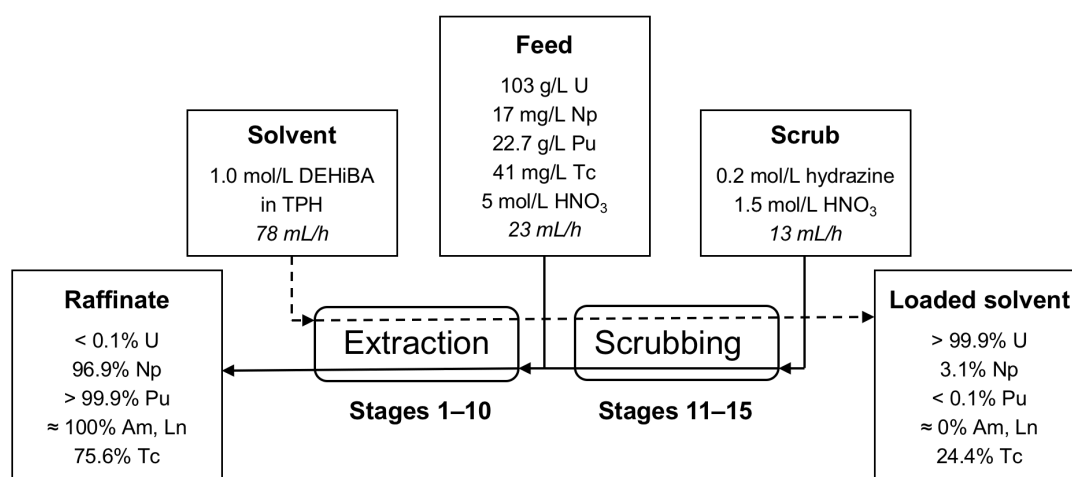 Feed
103 g/L U
17 mg/L Np
22.7 g/L Pu
41 mg/L Tc
5 mol/L HNO₃
23 mL/h
Solvent
1.0 mol/L DEHiBA
in TPH
78 mL/h
Scrub
0.2 mol/L hydrazine
1.5 mol/L HNO₃
13 mL/h
Raffinate
< 0.1% U
96.9% Np
> 99.9% Pu
≈ 100% Am, Ln
75.6% Tc
Extraction
Stages 1–10
Scrubbing
Stages 11–15
Loaded solvent
> 99.9% U
3.1% Np
< 0.1% Pu
≈ 0% Am, Ln
24.4% Tc